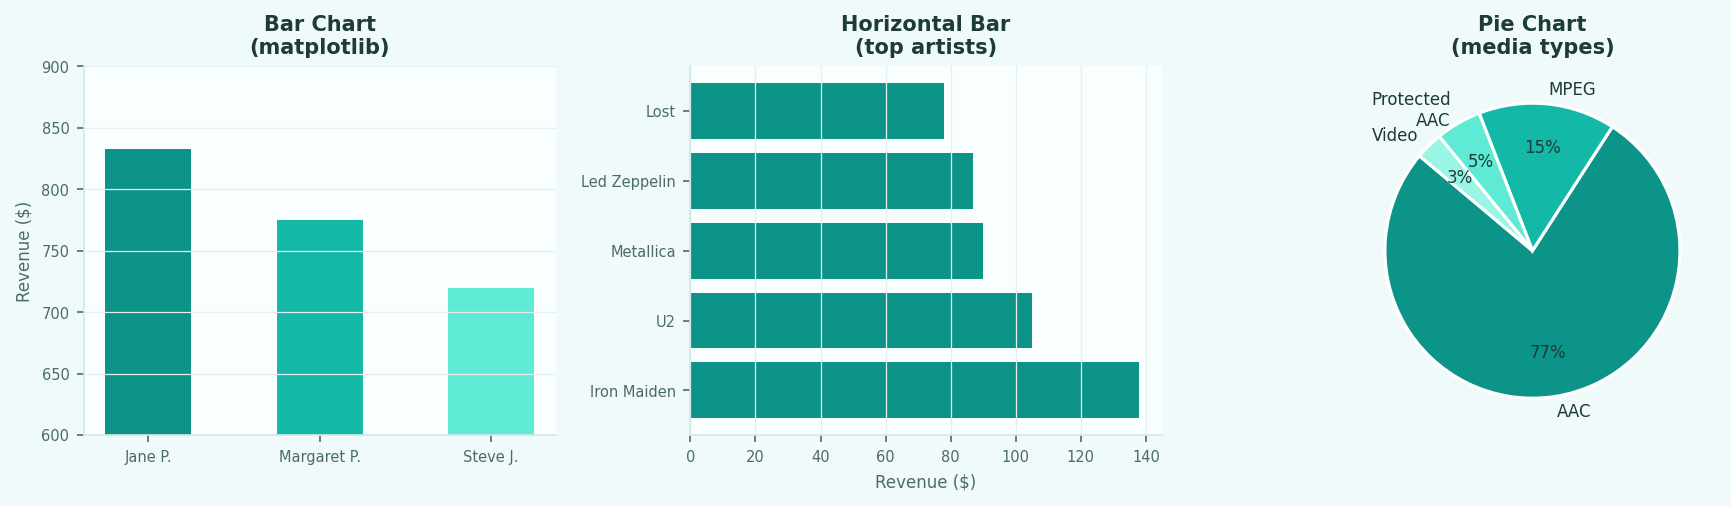 Bar Chart
(matplotlib)
900
850
800
750
700
650
600
Revenue ($)
Jane P.
Margaret P.
Steve J.
Horizontal Bar
(top artists)
Lost
Led Zeppelin
Metallica
U2
Iron Maiden
0 20 40 60 80 100 120 140
Revenue ($)
Pie Chart
(media types)
MPEG
Protected
AAC
Video
15%
5%
3%
77%
AAC